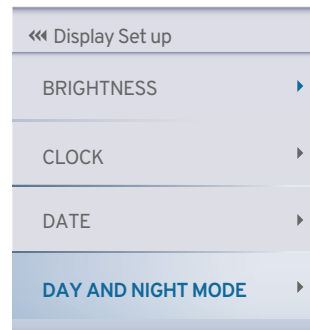 Display Set up
BRIGHTNESS
CLOCK
DATE
DAY AND NIGHT MODE